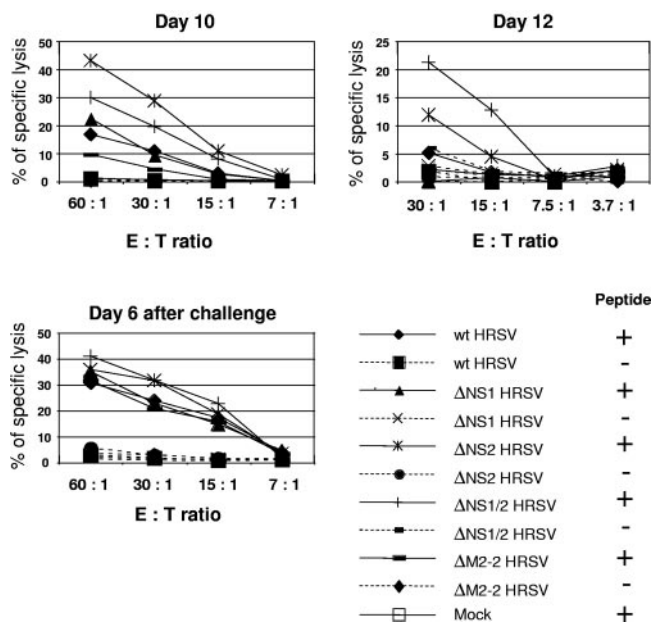 Day 10
% of specific lysis
50
40
30
20
10
0
60 : 1 30 : 1 15 : 1 7 : 1
E : T ratio
Day 12
% of specific lysis
25
20
15
10
5
0
30 : 1 15 : 1 7.5 : 1 3.7 : 1
E : T ratio
Day 6 after challenge
% of specific lysis
50
40
30
20
10
0
60 : 1 30 : 1 15 : 1 7 : 1
E : T ratio
Peptide
wt HRSV +
wt HRSV -
ΔNS1 HRSV +
ΔNS1 HRSV -
ΔNS2 HRSV +
ΔNS2 HRSV -
ΔNS1/2 HRSV +
ΔNS1/2 HRSV -
ΔM2-2 HRSV +
ΔM2-2 HRSV -
Mock +